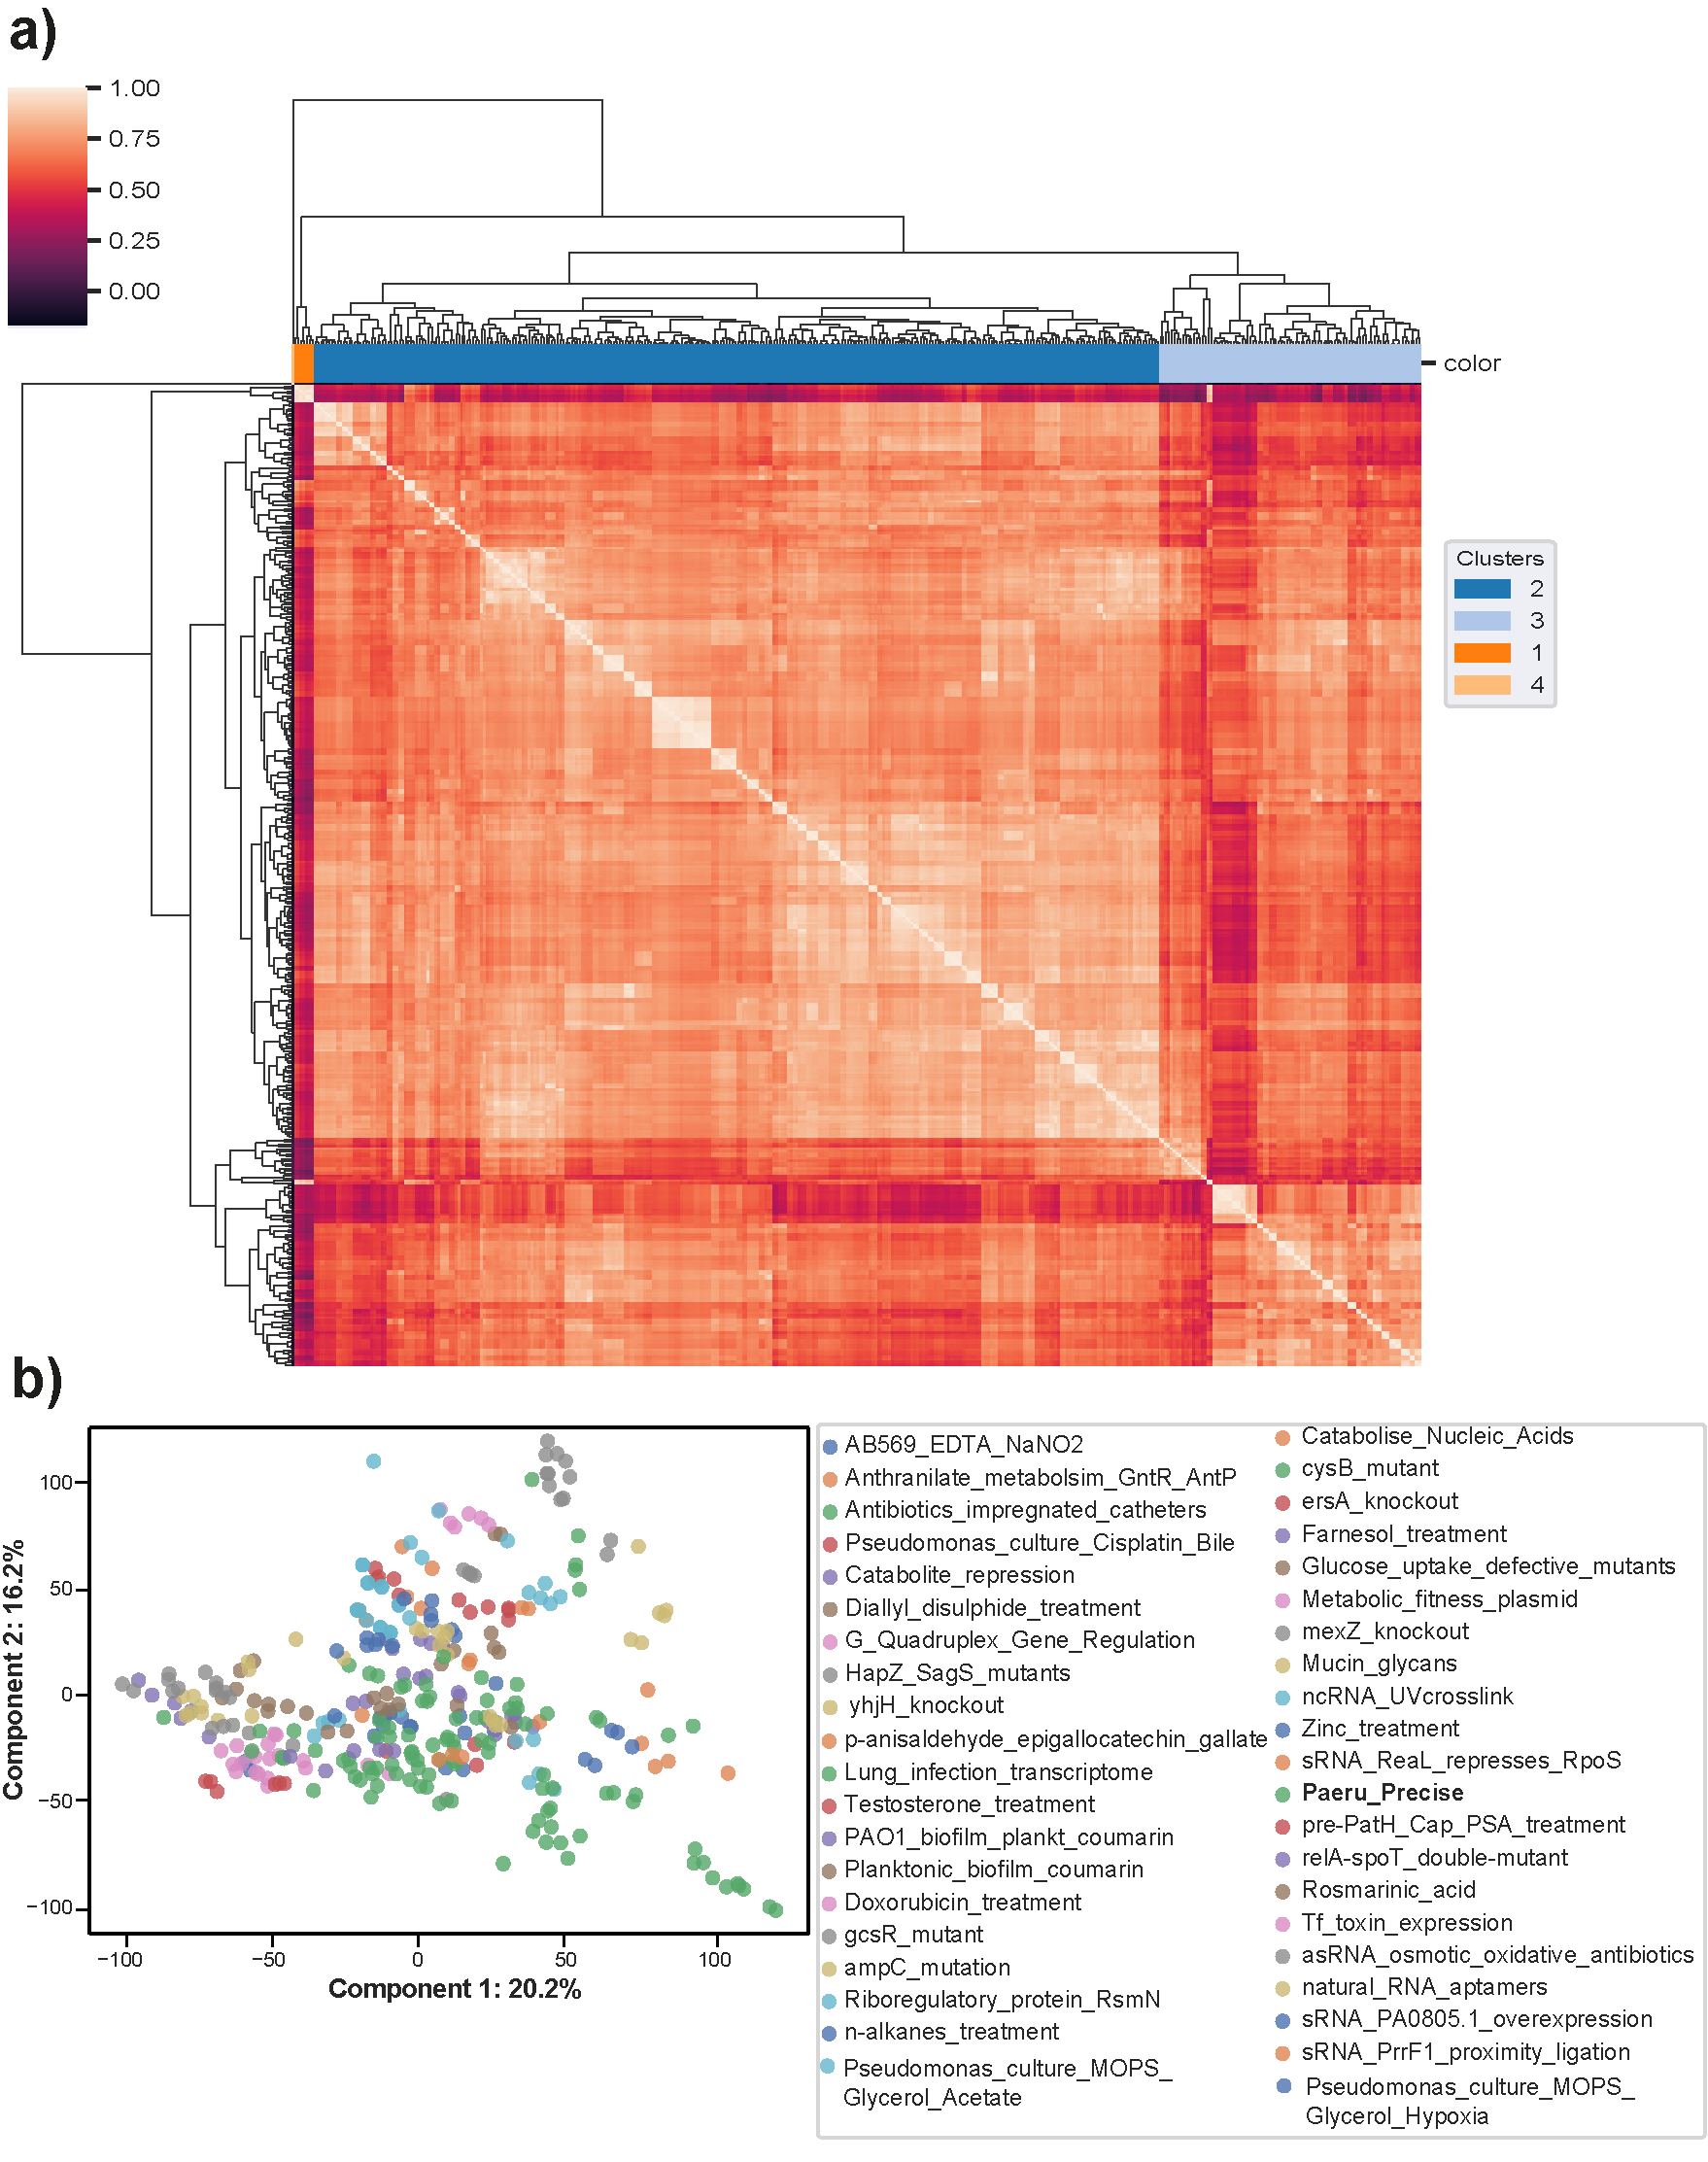 a)
1.00
0.75
0.50
0.25
0.00
color
Clusters
2
3
1
4
b)
100
50
0
−50
−100
−100
−50
0
50
100
Component 2: 16.2%
Component 1: 20.2%
AB569_EDTA_NaNO2
Anthranilate_metabolsim_GntR_AntP
Antibiotics_impregnated_catheters
Pseudomonas_culture_Cisplatin_Bile
Catabolite_repression
Diallyl_disulphide_treatment
G_Quadruplex_Gene_Regulation
HapZ_SagS_mutants
yhjH_knockout
p-anisaldehyde_epigallocatechin_gallate
Lung_infection_transcriptome
Testosterone_treatment
PAO1_biofilm_plankt_coumarin
Planktonic_biofilm_coumarin
Doxorubicin_treatment
gcsR_mutant
ampC_mutation
Riboregulatory_protein_RsmN
n-alkanes_treatment
Pseudomonas_culture_MOPS_
Glycerol_Acetate
Catabolise_Nucleic_Acids
cysB_mutant
ersA_knockout
Farnesol_treatment
Glucose_uptake_defective_mutants
Metabolic_fitness_plasmid
mexZ_knockout
Mucin_glycans
ncRNA_UVcrosslink
Zinc_treatment
sRNA_ReaL_represses_RpoS
Paeru_Precise
pre-PatH_Cap_PSA_treatment
relA-spoT_double-mutant
Rosmarinic_acid
Tf_toxin_expression
asRNA_osmotic_oxidative_antibiotics
natural_RNA_aptamers
sRNA_PA0805.1_overexpression
sRNA_PrrF1_proximity_ligation
Pseudomonas_culture_MOPS_
Glycerol_Hypoxia